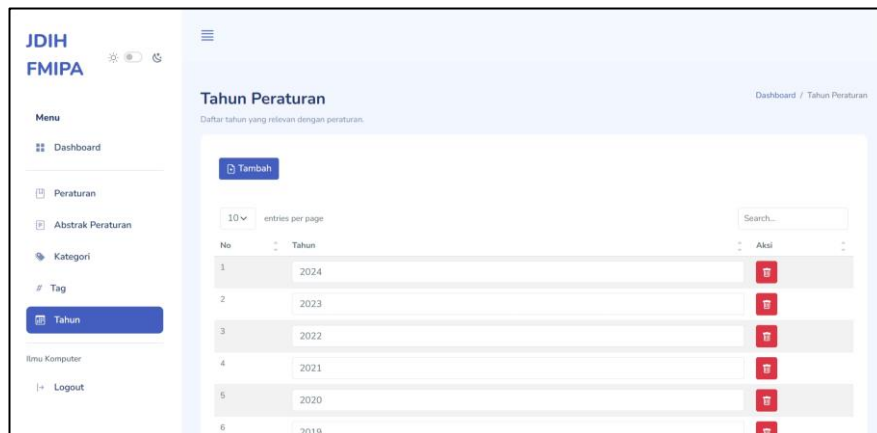 JDIH
FMIPA
Menu
Dashboard
Peraturan
Abstrak Peraturan
Kategori
Tag
Tahun
Ilmu Komputer
Logout
Tahun Peraturan
Dashboard / Tahun Peraturan
Daftar tahun yang relevan dengan peraturan.
Tambah
10 entries per page
Search...
No Tahun Aksi
1 2024
2 2023
3 2022
4 2021
5 2020
6 2019